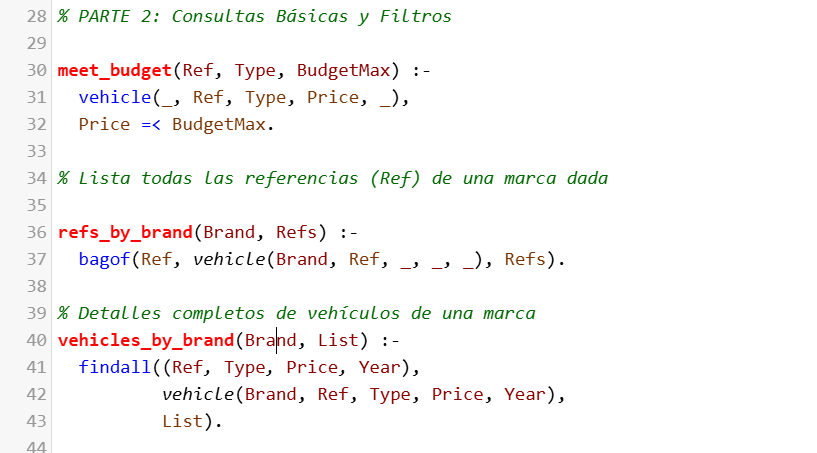 28 % PARTE 2: Consultas Básicas y Filtros
29
30 meet_budget(Ref, Type, BudgetMax) :-
31   vehicle(_, Ref, Type, Price, _),
32   Price =< BudgetMax.
33
34 % Lista todas las referencias (Ref) de una marca dada
35
36 refs_by_brand(Brand, Refs) :-
37   bagof(Ref, vehicle(Brand, Ref, _, _, _), Refs).
38
39 % Detalles completos de vehículos de una marca
40 vehicles_by_brand(Brand, List) :-
41   findall((Ref, Type, Price, Year),
42           vehicle(Brand, Ref, Type, Price, Year),
43           List).
44